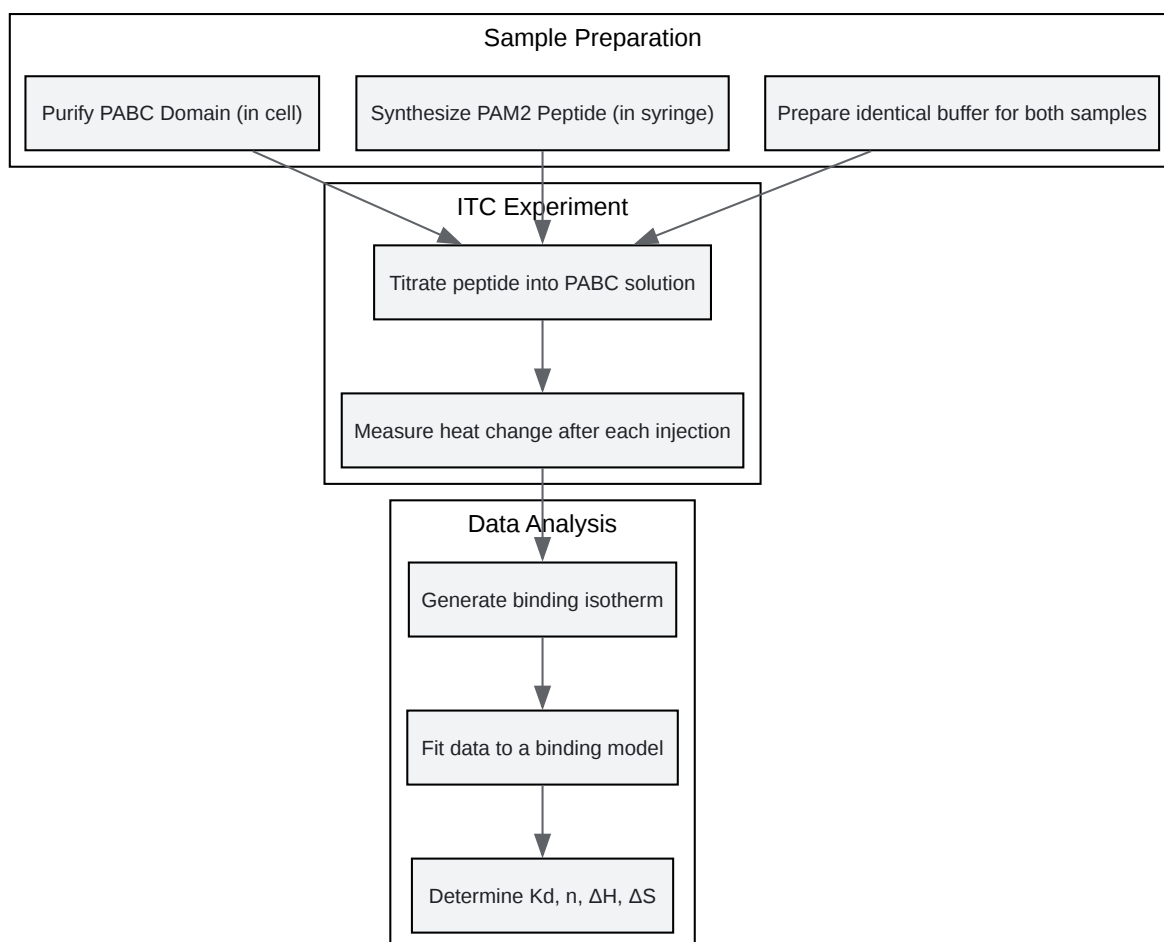 Sample Preparation
Purify PABC Domain (in cell)
Synthesize PAM2 Peptide (in syringe)
Prepare identical buffer for both samples
ITC Experiment
Titrate peptide into PABC solution
Measure heat change after each injection
Data Analysis
Generate binding isotherm
Fit data to a binding model
Determine Kd, n, ΔH, ΔS